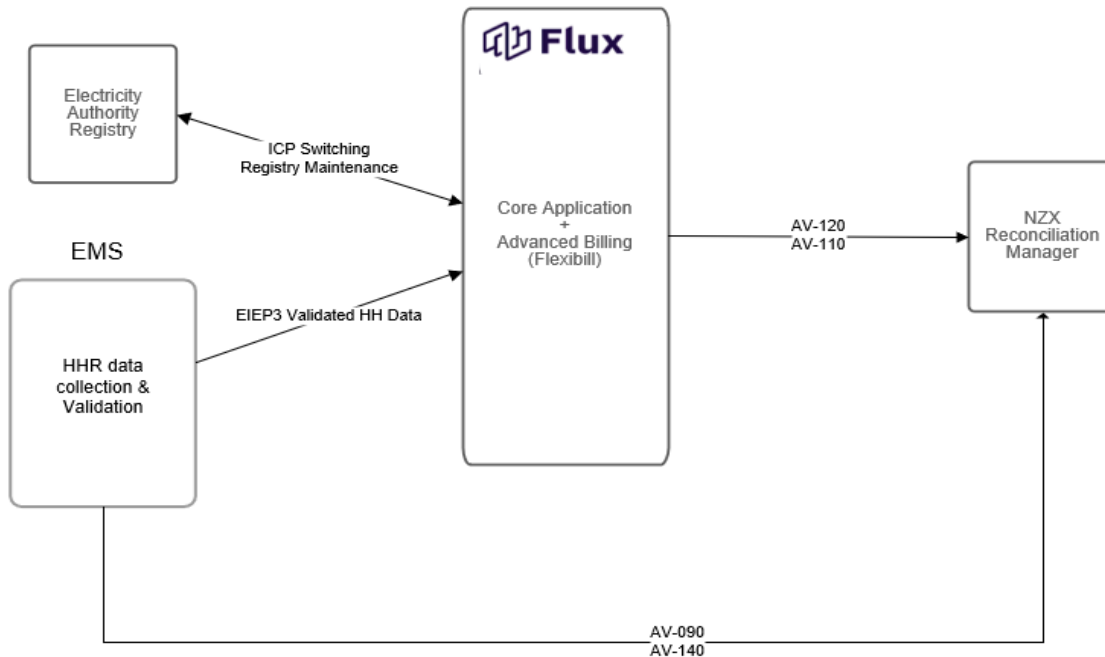 Flux
Electricity
Authority
Registry
ICP Switching
Registry Maintenance
Core Application
+
Advanced Billing
(Flexibill)
AV-120
AV-110
NZX
Reconciliation
Manager
EMS
EIEP3 Validated HH Data
HHR data
collection &
Validation
AV-090
AV-140